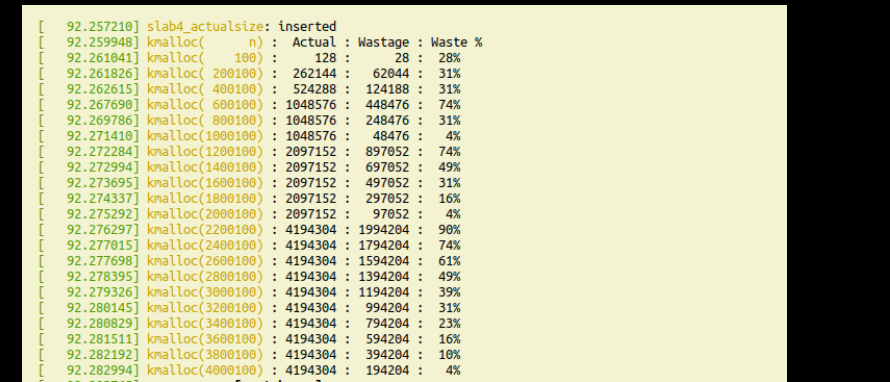 [   92.257210] slab4_actualsize: inserted
[   92.259948] kmalloc(      n) :  Actual : Wastage : Waste %
[   92.261041] kmalloc(    100) :     128 :      28 :  28%
[   92.261826] kmalloc( 200100) :  262144 :   62044 :  31%
[   92.262615] kmalloc( 400100) :  524288 :  124188 :  31%
[   92.267690] kmalloc( 600100) : 1048576 :  448476 :  74%
[   92.269786] kmalloc( 800100) : 1048576 :  248476 :  31%
[   92.271410] kmalloc(1000100) : 1048576 :   48476 :   4%
[   92.272284] kmalloc(1200100) : 2097152 :  897052 :  74%
[   92.272994] kmalloc(1400100) : 2097152 :  697052 :  49%
[   92.273695] kmalloc(1600100) : 2097152 :  497052 :  31%
[   92.274337] kmalloc(1800100) : 2097152 :  297052 :  16%
[   92.275292] kmalloc(2000100) : 2097152 :   97052 :   4%
[   92.276297] kmalloc(2200100) : 4194304 : 1994204 :  90%
[   92.277015] kmalloc(2400100) : 4194304 : 1794204 :  74%
[   92.277698] kmalloc(2600100) : 4194304 : 1594204 :  61%
[   92.278395] kmalloc(2800100) : 4194304 : 1394204 :  49%
[   92.279326] kmalloc(3000100) : 4194304 : 1194204 :  39%
[   92.280145] kmalloc(3200100) : 4194304 :  994204 :  31%
[   92.280829] kmalloc(3400100) : 4194304 :  794204 :  23%
[   92.281511] kmalloc(3600100) : 4194304 :  594204 :  16%
[   92.282192] kmalloc(3800100) : 4194304 :  394204 :  10%
[   92.282994] kmalloc(4000100) : 4194304 :  194204 :   4%